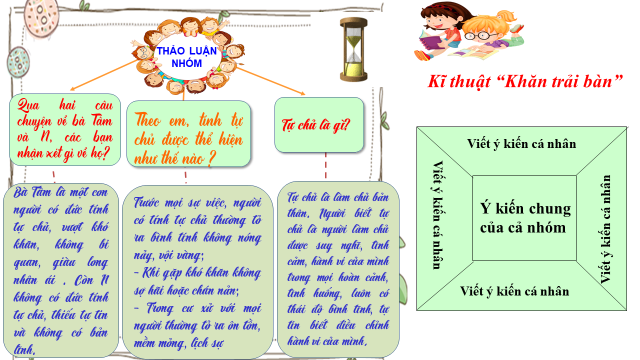 THẢO LUẬN
NHÓM
Qua hai câu
chuyện về bà Tâm
và N, các bạn
nhận xét gì về họ?
Theo em, tính tự
chủ được thể hiện
như thế nào ?
Tự chủ là gì?
Bà Tâm là một con
người có đức tính
tự chủ, vượt khó
khăn, không bi
quan, giàu lòng
nhân ái . Còn N
không có đức tính
tự chủ, thiếu tự tin
và không có bản
lĩnh.
Trước mọi sự việc, người
có tính tự chủ thường tỏ
ra bình tĩnh không nóng
nảy, vội vàng;
- Khi gặp khó khăn không
sợ hãi hoặc chán nản;
- Trong cư xử với mọi
người thường tỏ ra ôn tồn,
mềm mỏng, lịch sự
Tự chủ là làm chủ bản
thân. Người biết tự
chủ là người làm chủ
được suy nghĩ, tình
cảm, hành vi của mình
trong mọi hoàn cảnh,
tình huống, luôn có
thái độ bình tĩnh, tự
tin biết điều chỉnh
hành vi của mình.
Kĩ thuật “Khăn trải bàn”
Viết ý kiến cá nhân
Viết ý kiến cá nhân
Ý kiến chung
của cả nhóm
Viết ý kiến cá nhân
Viết ý kiến cá nhân